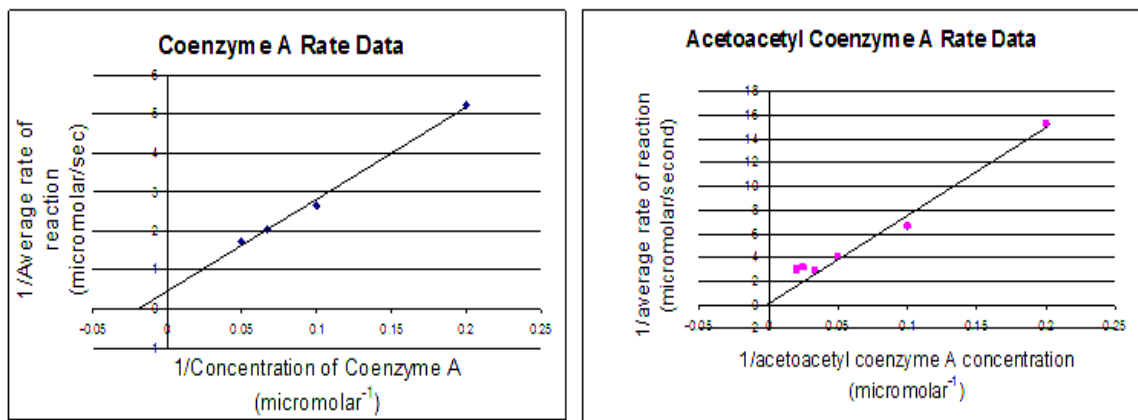 Coenzyme A Rate Data
6
5
4
3
2
1
0
-0.05 0 0.05 0.1 0.15 0.2 0.25
1
1/Average rate of
reaction
(micromolar/sec)
1/Concentration of Coenzyme A
(micromolar-1)
Acetoacetyl Coenzyme A Rate Data
18
16
14
12
10
8
6
4
2
0
-0.05 0 0.05 0.1 0.15 0.2 0.25
1/average rate of reaction
(micromolar/second)
1/acetoacetyl coenzyme A concentration
(micromolar-1)